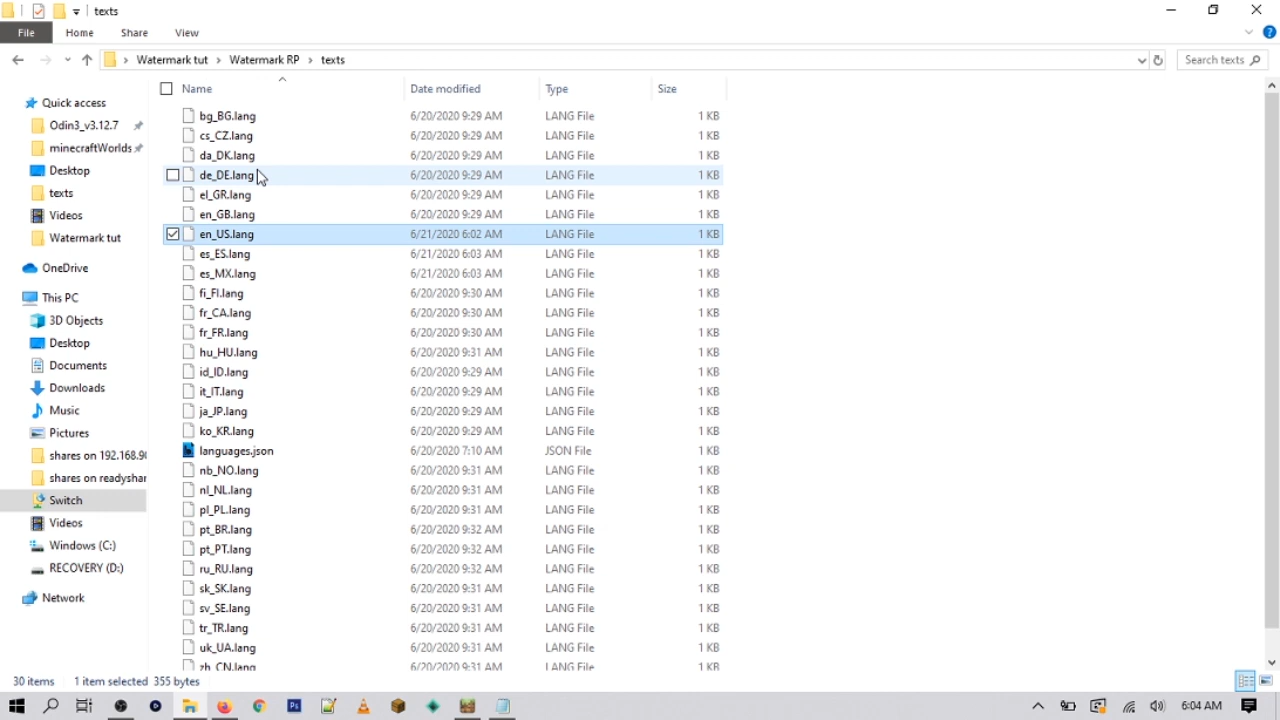 texts
File Home Share View
Watermark tut > Watermark RP > texts
Search texts
Name Date modified Type Size
Quick access
Odin3_v3.12.7
minecraftWorlds
Desktop
texts
Videos
Watermark tut
OneDrive
This PC
3D Objects
Desktop
Documents
Downloads
Music
Pictures
shares on 192.168.90
shares on readyshar
Switch
Videos
Windows (C:)
RECOVERY (D:)
Network
bg_BG.lang 6/20/2020 9:29 AM LANG File 1 KB
cs_CZ.lang 6/20/2020 9:29 AM LANG File 1 KB
da_DK.lang 6/20/2020 9:29 AM LANG File 1 KB
de_DE.lang 6/20/2020 9:29 AM LANG File 1 KB
el_GR.lang 6/20/2020 9:29 AM LANG File 1 KB
en_GB.lang 6/20/2020 9:29 AM LANG File 1 KB
en_US.lang 6/21/2020 6:02 AM LANG File 1 KB
es_ES.lang 6/21/2020 6:03 AM LANG File 1 KB
es_MX.lang 6/21/2020 6:03 AM LANG File 1 KB
fi_FI.lang 6/20/2020 9:30 AM LANG File 1 KB
fr_CA.lang 6/20/2020 9:30 AM LANG File 1 KB
fr_FR.lang 6/20/2020 9:30 AM LANG File 1 KB
hu_HU.lang 6/20/2020 9:31 AM LANG File 1 KB
id_ID.lang 6/20/2020 9:29 AM LANG File 1 KB
it_IT.lang 6/20/2020 9:29 AM LANG File 1 KB
ja_JP.lang 6/20/2020 9:29 AM LANG File 1 KB
ko_KR.lang 6/20/2020 9:29 AM LANG File 1 KB
languages.json 6/20/2020 7:10 AM JSON File 1 KB
nb_NO.lang 6/20/2020 9:31 AM LANG File 1 KB
nl_NL.lang 6/20/2020 9:31 AM LANG File 1 KB
pl_PL.lang 6/20/2020 9:31 AM LANG File 1 KB
pt_BR.lang 6/20/2020 9:32 AM LANG File 1 KB
pt_PT.lang 6/20/2020 9:32 AM LANG File 1 KB
ru_RU.lang 6/20/2020 9:32 AM LANG File 1 KB
sk_SK.lang 6/20/2020 9:31 AM LANG File 1 KB
sv_SE.lang 6/20/2020 9:31 AM LANG File 1 KB
tr_TR.lang 6/20/2020 9:31 AM LANG File 1 KB
uk_UA.lang 6/20/2020 9:31 AM LANG File 1 KB
zh_CN.lang 6/20/2020 9:31 AM LANG File 1 KB
30 items 1 item selected 355 bytes
6:04 AM